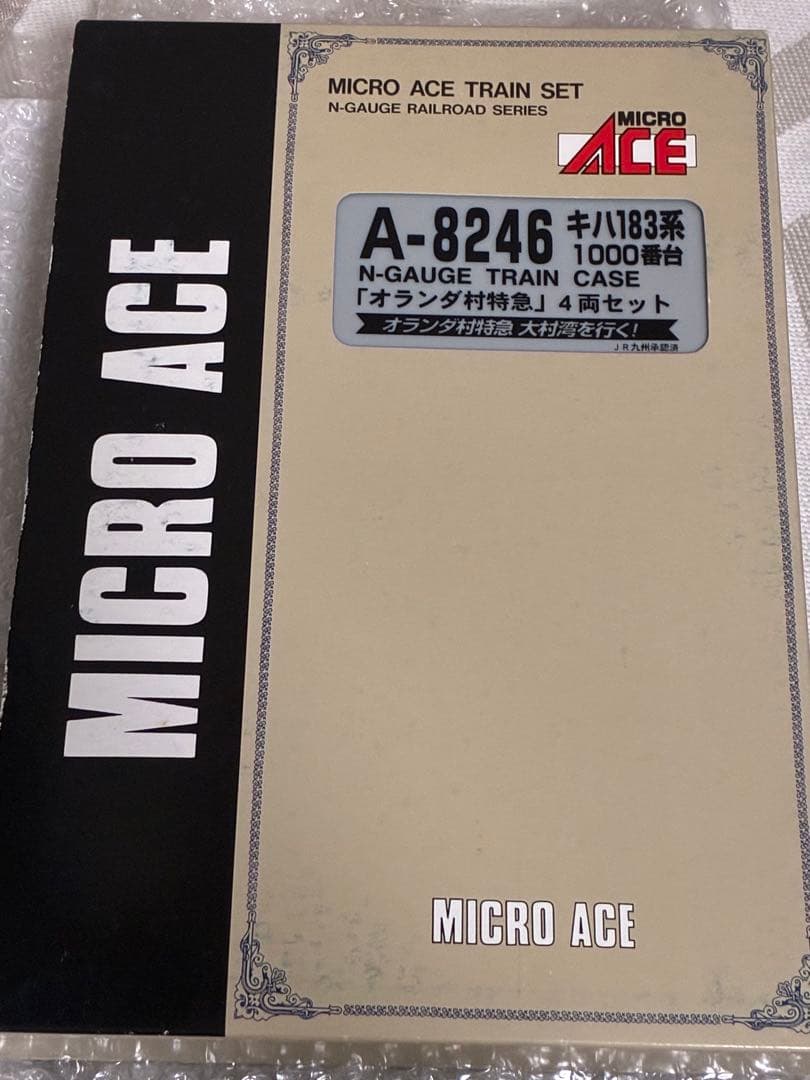 MICRO ACE
MICRO ACE TRAIN SET
N-GAUGE RAILROAD SERIES
MICRO
ACE
A-8246 キハ183系
1000番台
N-GAUGE TRAIN CASE
「オランダ村特急」4両セット
オランダ村特急 大村湾を行く!
JR九州承認済
MICRO ACE